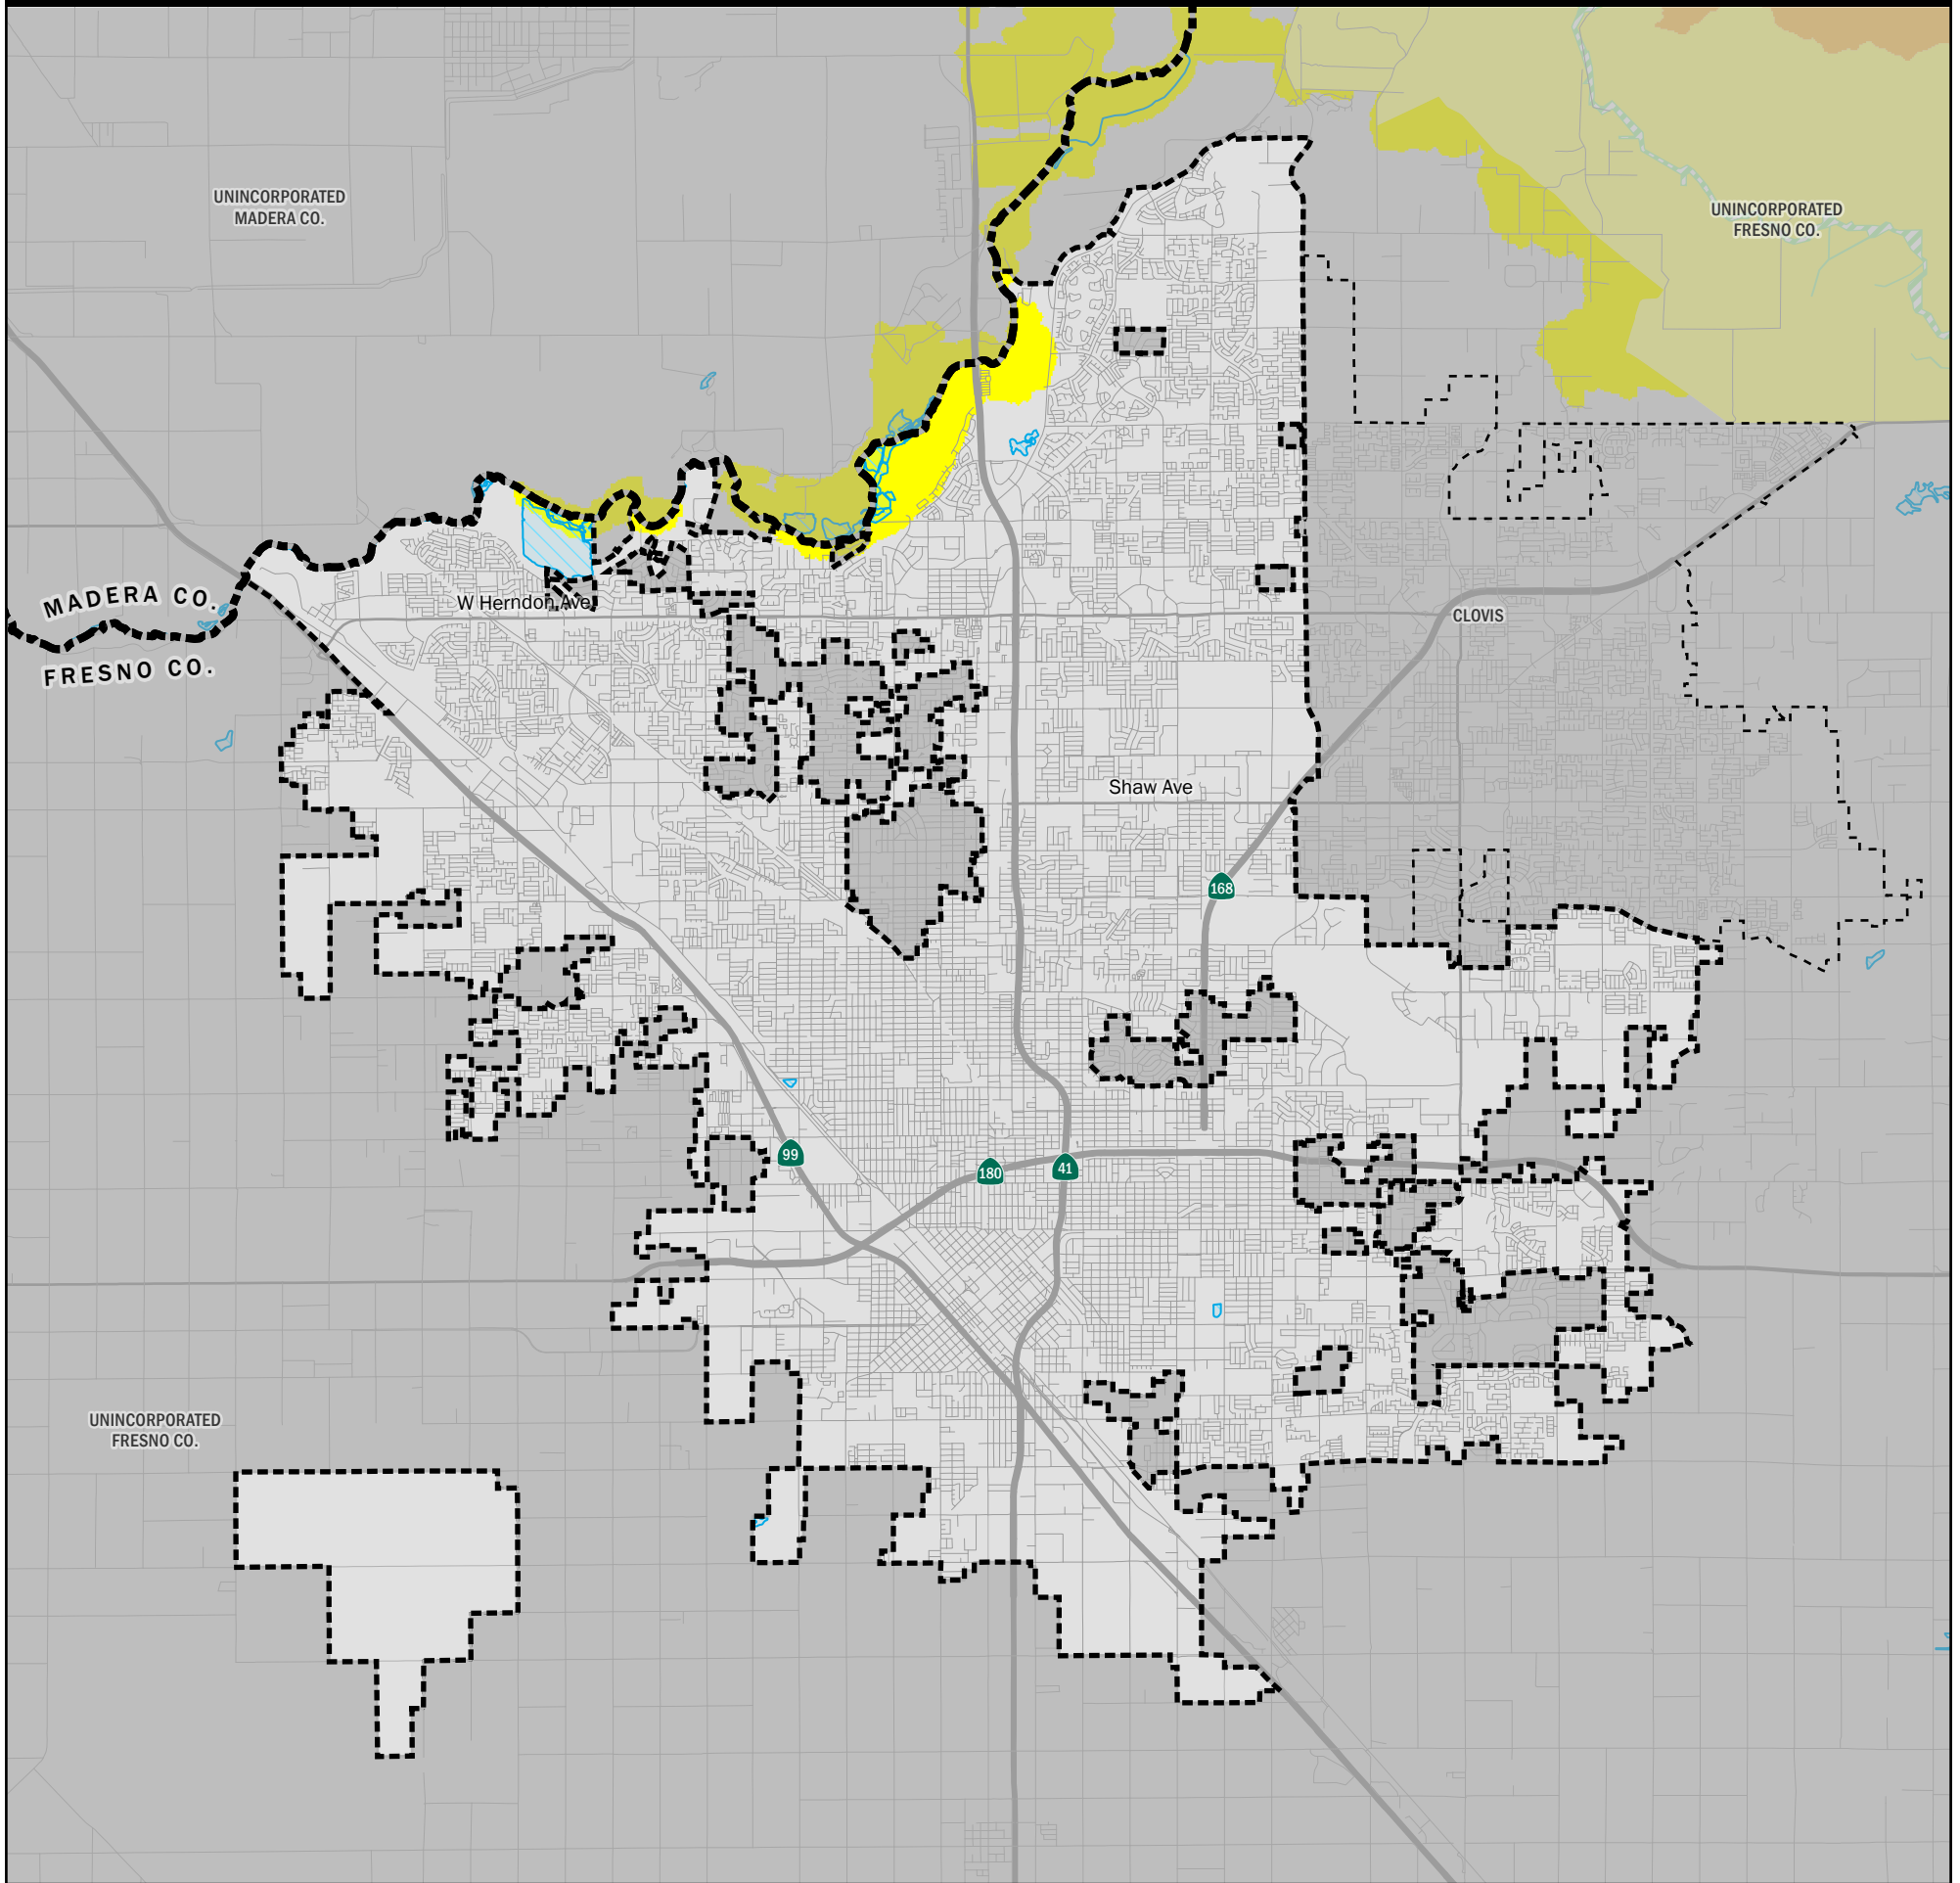 UNINCORPORATED
MADERA CO.
UNINCORPORATED
FRESNO CO.
MADERA CO.
FRESNO CO.
W Herndon Ave
CLOVIS
Shaw Ave
168
99
180
41
UNINCORPORATED
FRESNO CO.